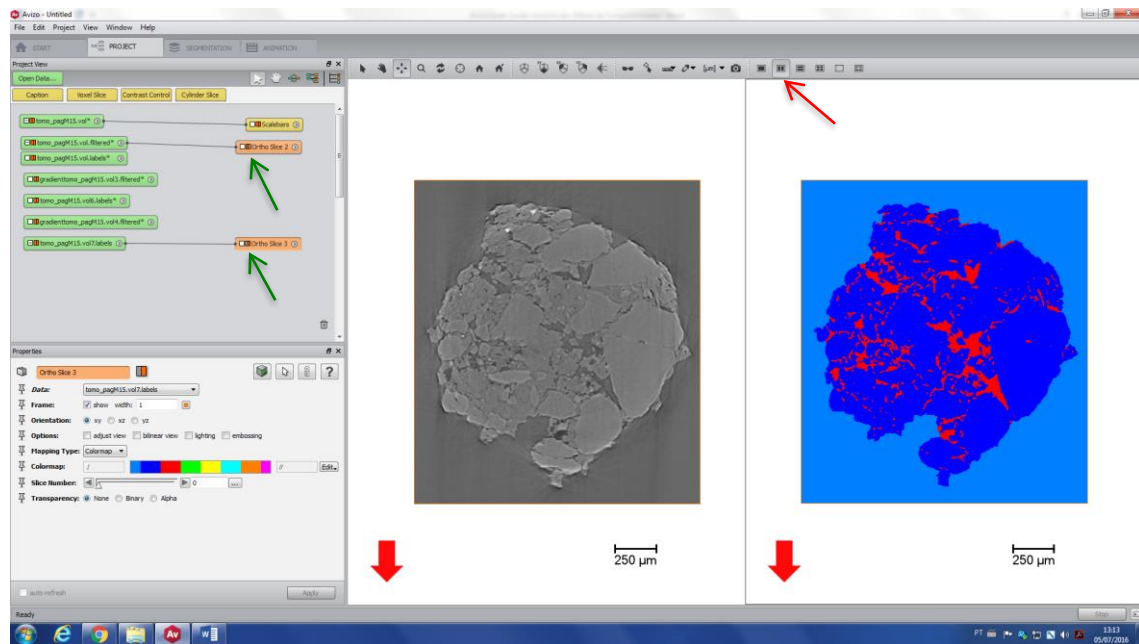 Avizo - Untitled
File Edit Project View Window Help
START PROJECT SEGMENTATION ANIMATION
Project View
Open Data...
Caption Voxel Slice Contrast Control Cylinder Slice
tomo_pagM15.vol*
Scalebars
tomo_pagM15.vol.filtered*
Ortho Slice 2
tomo_pagM15.vol.labels*
gradienttomo_pagM15.vol3.filtered*
tomo_pagM15.vol6.labels*
gradienttomo_pagM15.vol4.filtered*
tomo_pagM15.vol7.labels
Ortho Slice 3
Properties
Ortho Slice 3
Data: tomo_pagM15.vol7.labels
Frame: show width: 1
Orientation: xy xz yz
Options: adjust view bilinear view lighting embossing
Mapping Type: Colormap
Colormap: Edit
Slice Number: 0 ...
Transparency: None Binary Alpha
auto-refresh Apply
250 µm
250 µm
Ready
Stop
PT
13:13
05/07/2016